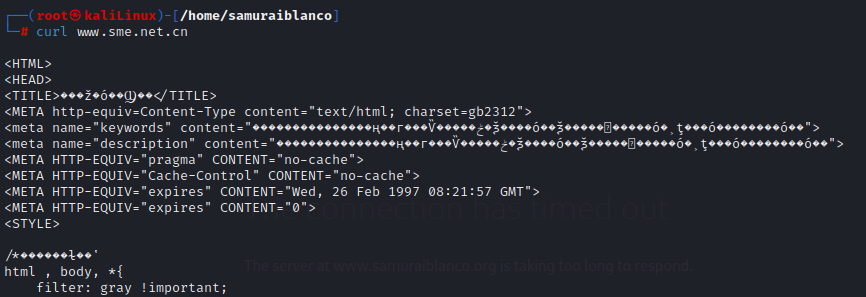 (root㉿kaliLinux)-[/home/samuraiblanco]
# curl www.sme.net.cn
<HTML>
<HEAD>
<TITLE></TITLE>
<META http-equiv=Content-Type content="text/html; charset=gb2312">
<meta name="keywords" content="">
<meta name="description" content="">
<META HTTP-EQUIV="pragma" CONTENT="no-cache">
<META HTTP-EQUIV="Cache-Control" CONTENT="no-cache">
<META HTTP-EQUIV="expires" CONTENT="Wed, 26 Feb 1997 08:21:57 GMT">
<META HTTP-EQUIV="expires" CONTENT="0">
connection has timed out
<STYLE>
/*
The server at www.samuraiblanco.org is taking too long to respond.
html , body, *{
filter: gray !important;